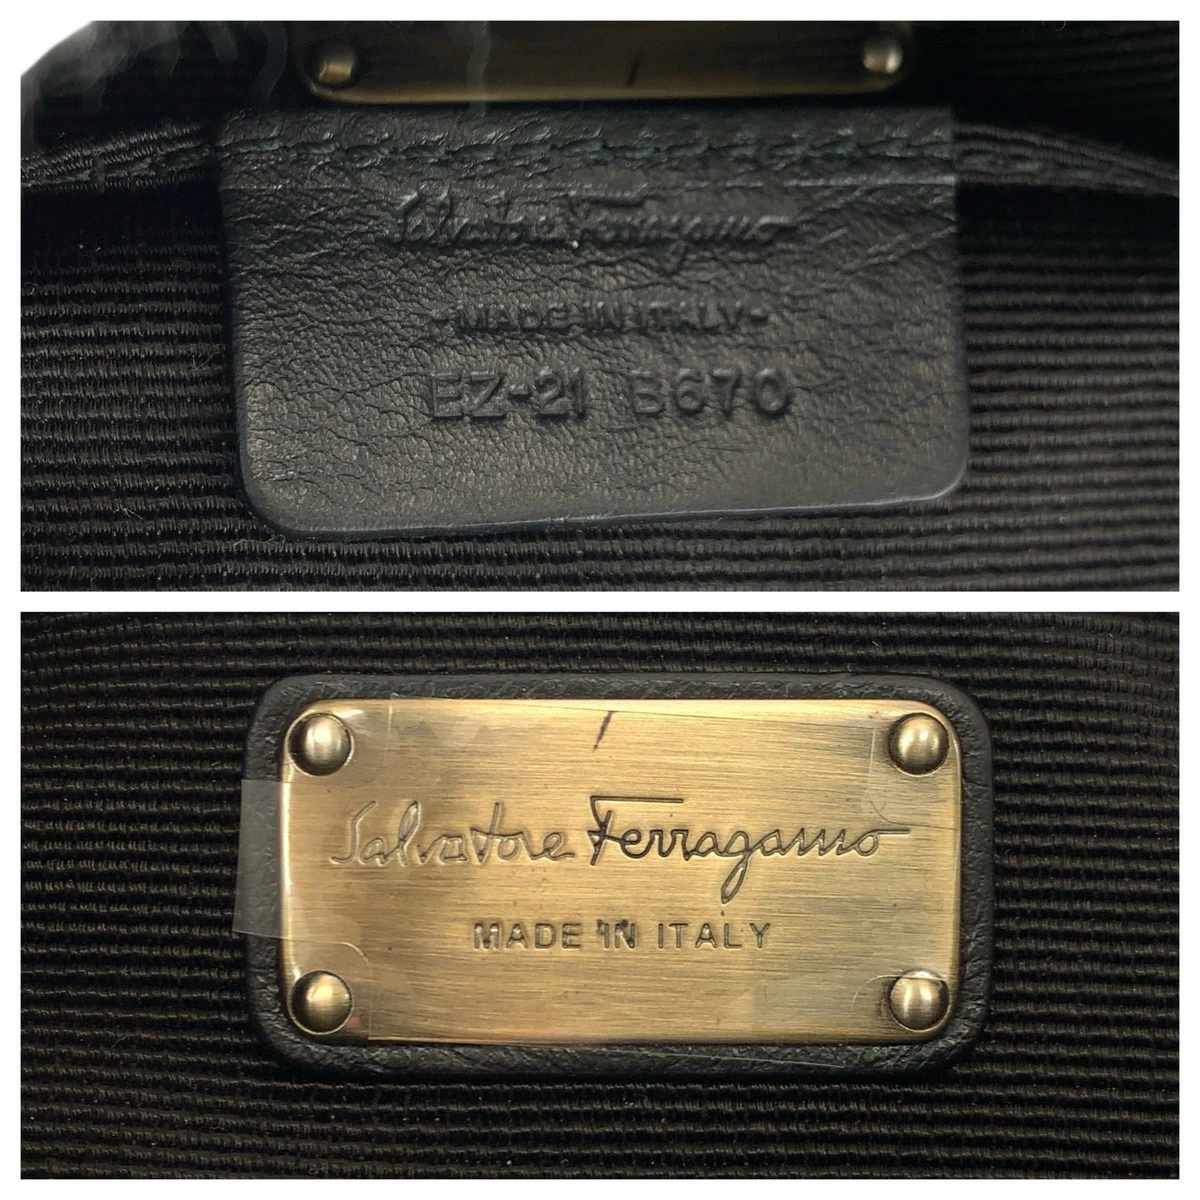 Salvatore Ferragamo
-MADE IN ITALY-
EZ-21 B670
Salvatore Ferragamo
MADE IN ITALY